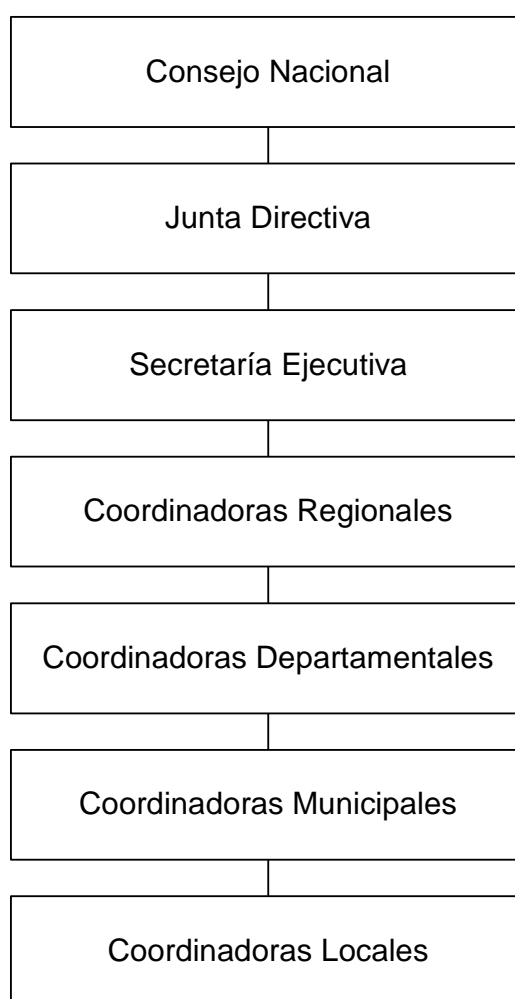 Consejo Nacional
Junta Directiva
Secretaría Ejecutiva
Coordinadoras Regionales
Coordinadoras Departamentales
Coordinadoras Municipales
Coordinadoras Locales